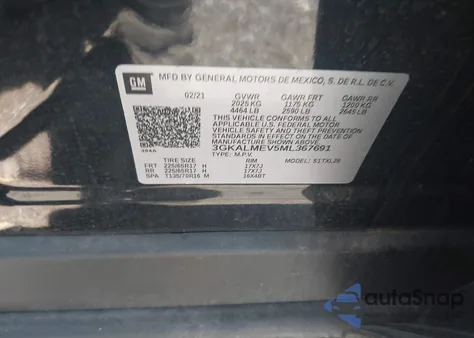 GM
MFD BY GENERAL MOTORS DE MEXICO, S. DE R.L. DE C.V.
02/21 GVWR GAWR FRT GAWR RR
2025 KG 1175 KG 1200 KG
4464 LB 2590 LB 2645 LB
THIS VEHICLE CONFORMS TO ALL
APPLICABLE U.S. FEDERAL MOTOR
VEHICLE SAFETY AND THEFT PREVENTION
STANDARDS IN EFFECT ON THE DATE OF
MANUFACTURE SHOWN ABOVE.
3GKALMEV5ML367691
TYPE: M.P.V. MODEL:
TIRE SIZE RIM
FRT 225/65R17 H 17X7J
RR 225/65R17 H 17X7J
SPA T135/70R16 M 16X4BT
autoSnap